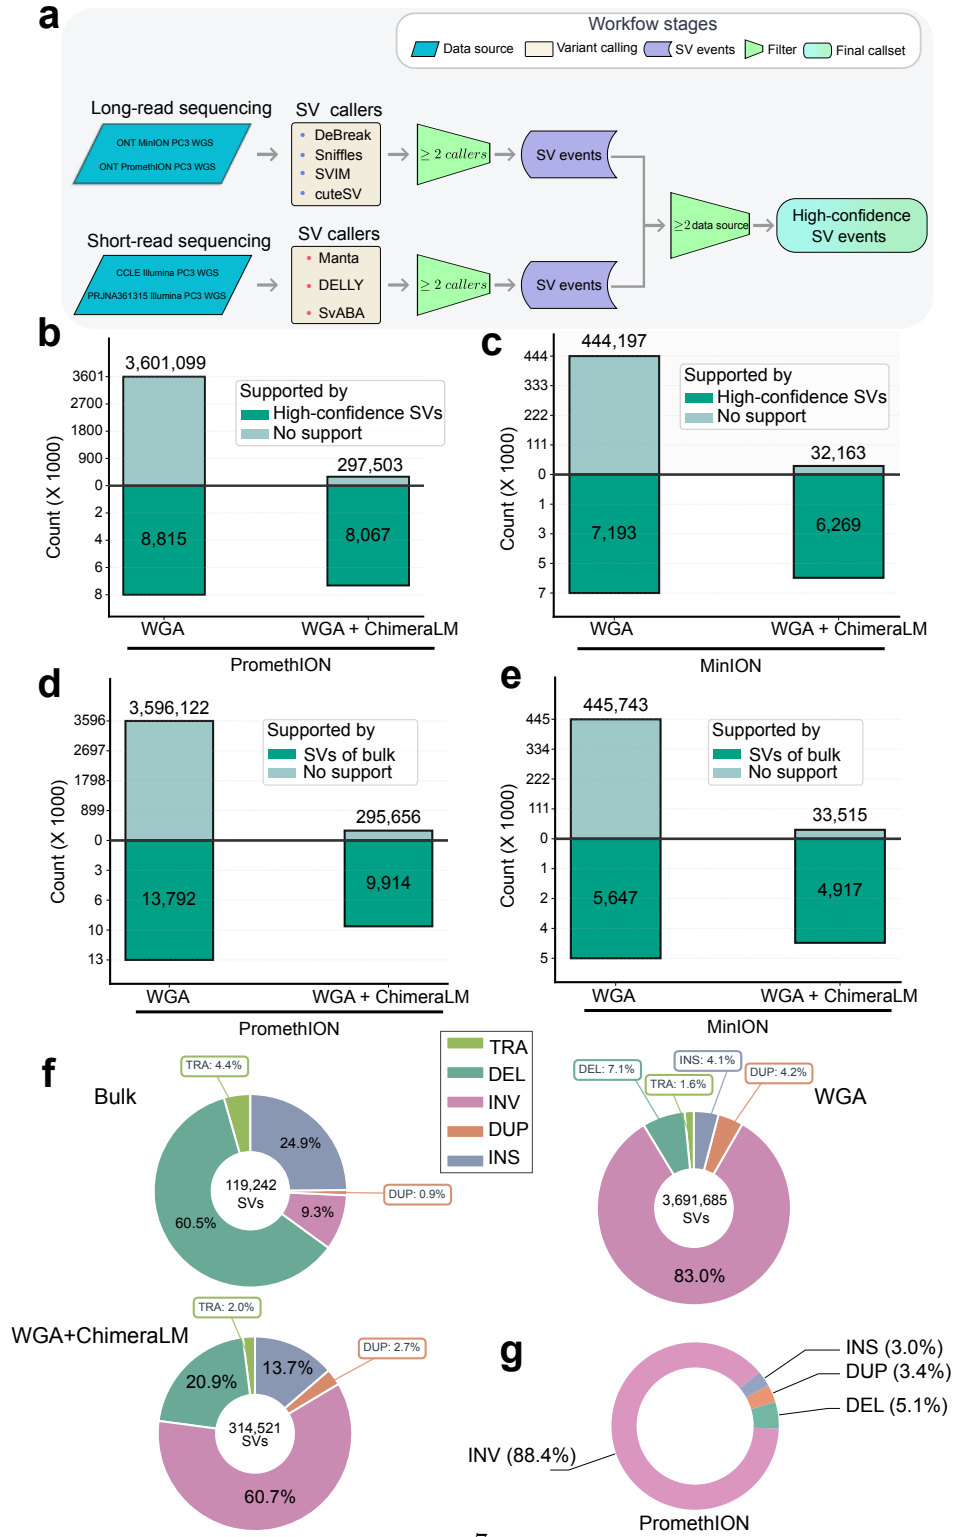 a
Workfow stages
Data source
Variant calling
SV events
Filter
Final callset
Long-read sequencing
SV callers
ONT MinION PC3 WGS
ONT PromethION PC3 WGS
• DeBreak
• Sniffles
• SVIM
• cuteSV
≥ 2 callers
SV events
≥2 data source
High-confidence
SV events
Short-read sequencing
SV callers
CCLE Illumina PC3 WGS
PRJNA361315 Illumina PC3 WGS
• Manta
• DELLY
• SvABA
≥ 2 callers
SV events
b
3,601,099
Supported by
High-confidence SVs
No support
297,503
8,815
8,067
3601
2700
1800
900
0
2
4
6
8
Count (X 1000)
WGA
WGA + ChimeraLM
PromethION
c
444,197
Supported by
High-confidence SVs
No support
32,163
7,193
6,269
444
333
222
111
0
1
3
5
7
Count (X 1000)
WGA
WGA + ChimeraLM
MinION
d
3,596,122
Supported by
SVs of bulk
No support
295,656
13,792
9,914
3596
2697
1798
899
0
3
6
10
13
Count (X 1000)
WGA
WGA + ChimeraLM
PromethION
e
445,743
Supported by
SVs of bulk
No support
33,515
5,647
4,917
445
334
222
111
0
1
2
4
5
Count (X 1000)
WGA
WGA + ChimeraLM
MinION
f
TRA
DEL
INV
DUP
INS
Bulk
TRA: 4.4%
24.9%
DUP: 0.9%
9.3%
60.5%
119,242
SVs
WGA
DEL: 7.1%
TRA: 1.6%
INS: 4.1%
DUP: 4.2%
3,691,685
SVs
83.0%
WGA+ChimeraLM
TRA: 2.0%
DUP: 2.7%
13.7%
20.9%
314,521
SVs
60.7%
g
INS (3.0%)
DUP (3.4%)
DEL (5.1%)
INV (88.4%)
PromethION